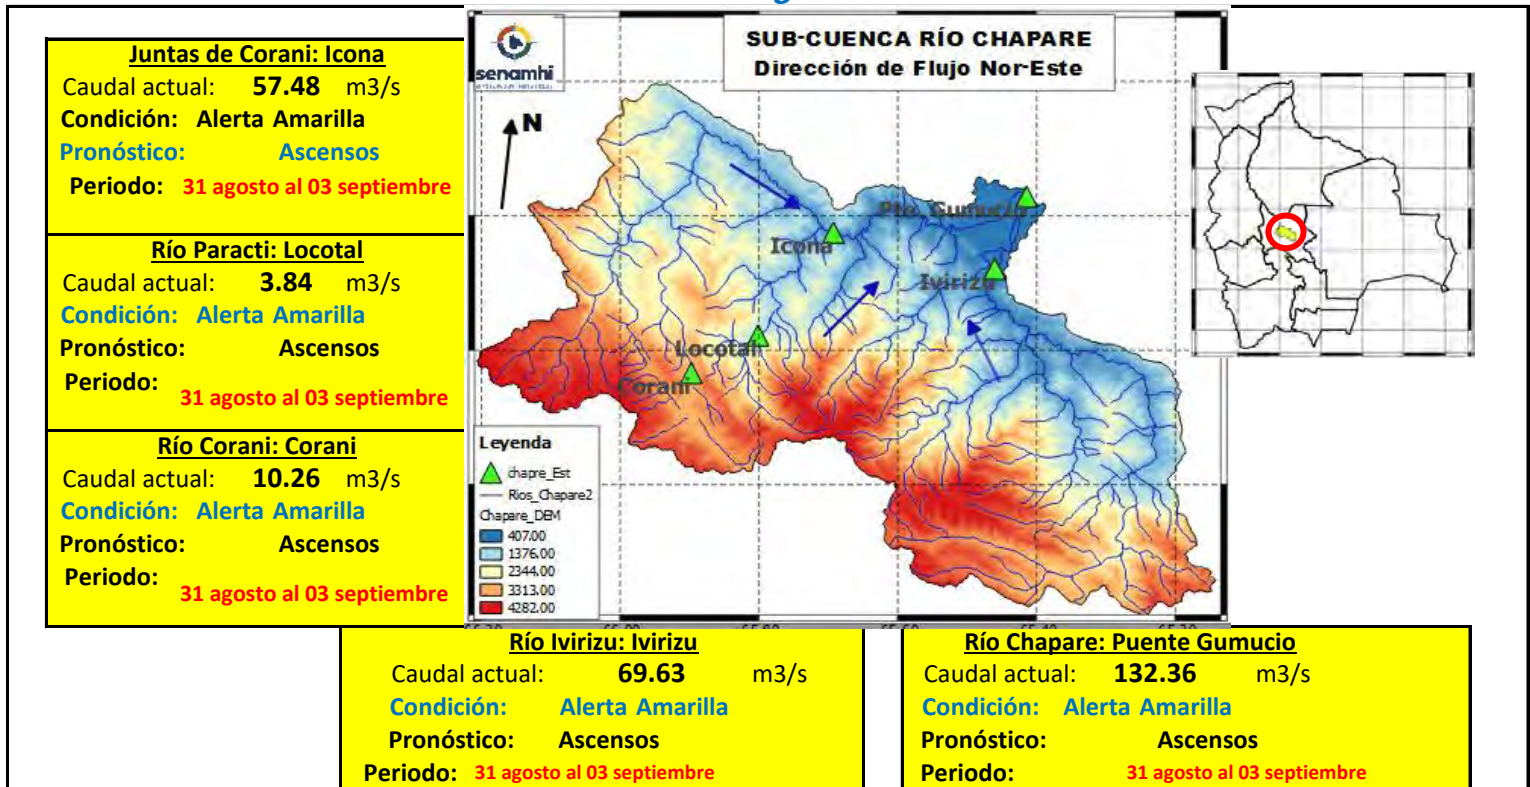 Juntas de Corani: Icona
Caudal actual: 57.48 m3/s
Condición: Alerta Amarilla
Pronóstico: Ascensos
Periodo: 31 agosto al 03 septiembre
Río Paracti: Locotal
Caudal actual: 3.84 m3/s
Condición: Alerta Amarilla
Pronóstico: Ascensos
Periodo:
31 agosto al 03 septiembre
Río Corani: Corani
Caudal actual: 10.26 m3/s
Condición: Alerta Amarilla
Pronóstico: Ascensos
Periodo:
31 agosto al 03 septiembre
senamhi
SUB-CUENCA RÍO CHAPARE
Dirección de Flujo Nor-Este
N
Pte. Gumucio
Icona
Ivirizu
Locotal
Corani
Leyenda
chapre_Est
Rios_Chapare2
Chapare_DEM
407.00
1376.00
2344.00
3313.00
4282.00
Río Ivirizu: Ivirizu
Caudal actual: 69.63 m3/s
Condición: Alerta Amarilla
Pronóstico: Ascensos
Periodo: 31 agosto al 03 septiembre
Río Chapare: Puente Gumucio
Caudal actual: 132.36 m3/s
Condición: Alerta Amarilla
Pronóstico: Ascensos
Periodo: 31 agosto al 03 septiembre